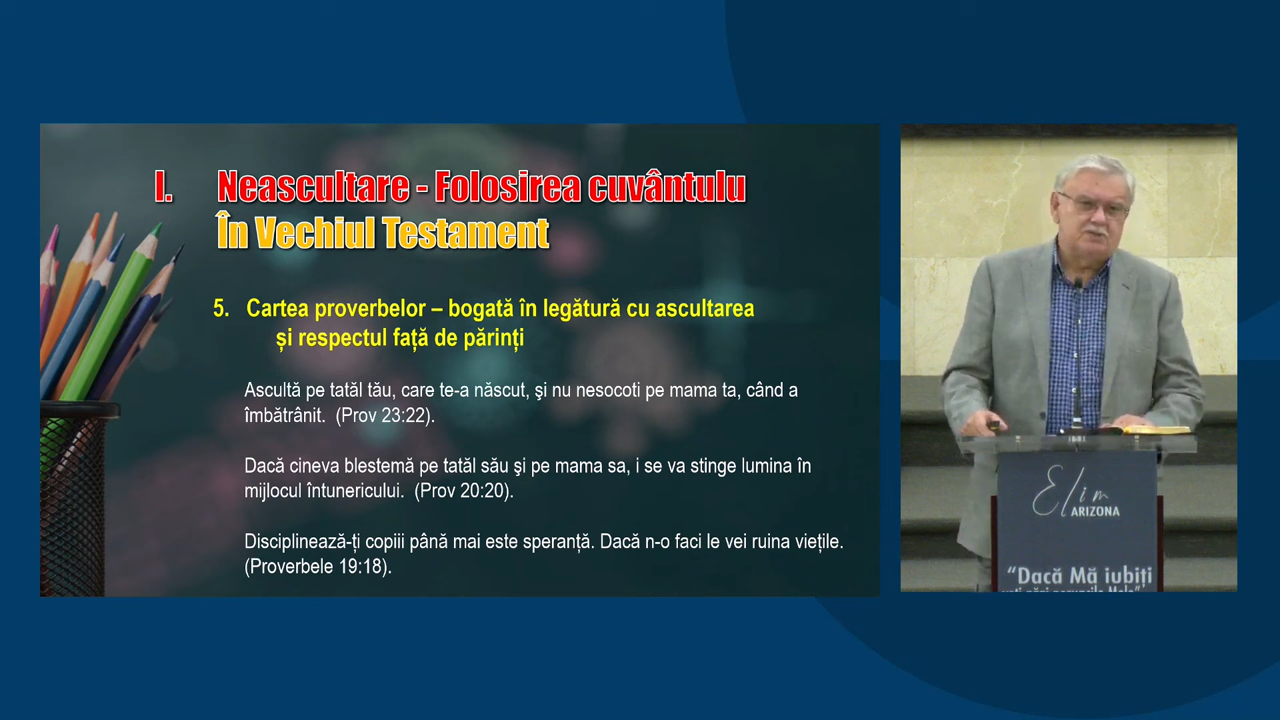 I. Neascultare - Folosirea cuvântulu
În Vechiul Testament
5. Cartea proverbelor – bogată în legătură cu ascultarea
și respectul față de părinți
Ascultă pe tatăl tău, care te-a născut, şi nu nesocoti pe mama ta, când a
îmbătrânit. (Prov 23:22).
Dacă cineva blestemă pe tatăl său şi pe mama sa, i se va stinge lumina în
mijlocul întunericului. (Prov 20:20).
Disciplinează-ți copiii până mai este speranță. Dacă n-o faci le vei ruina viețile.
(Proverbele 19:18).
Elim
ARIZONA
“Dacă Mă iubiți